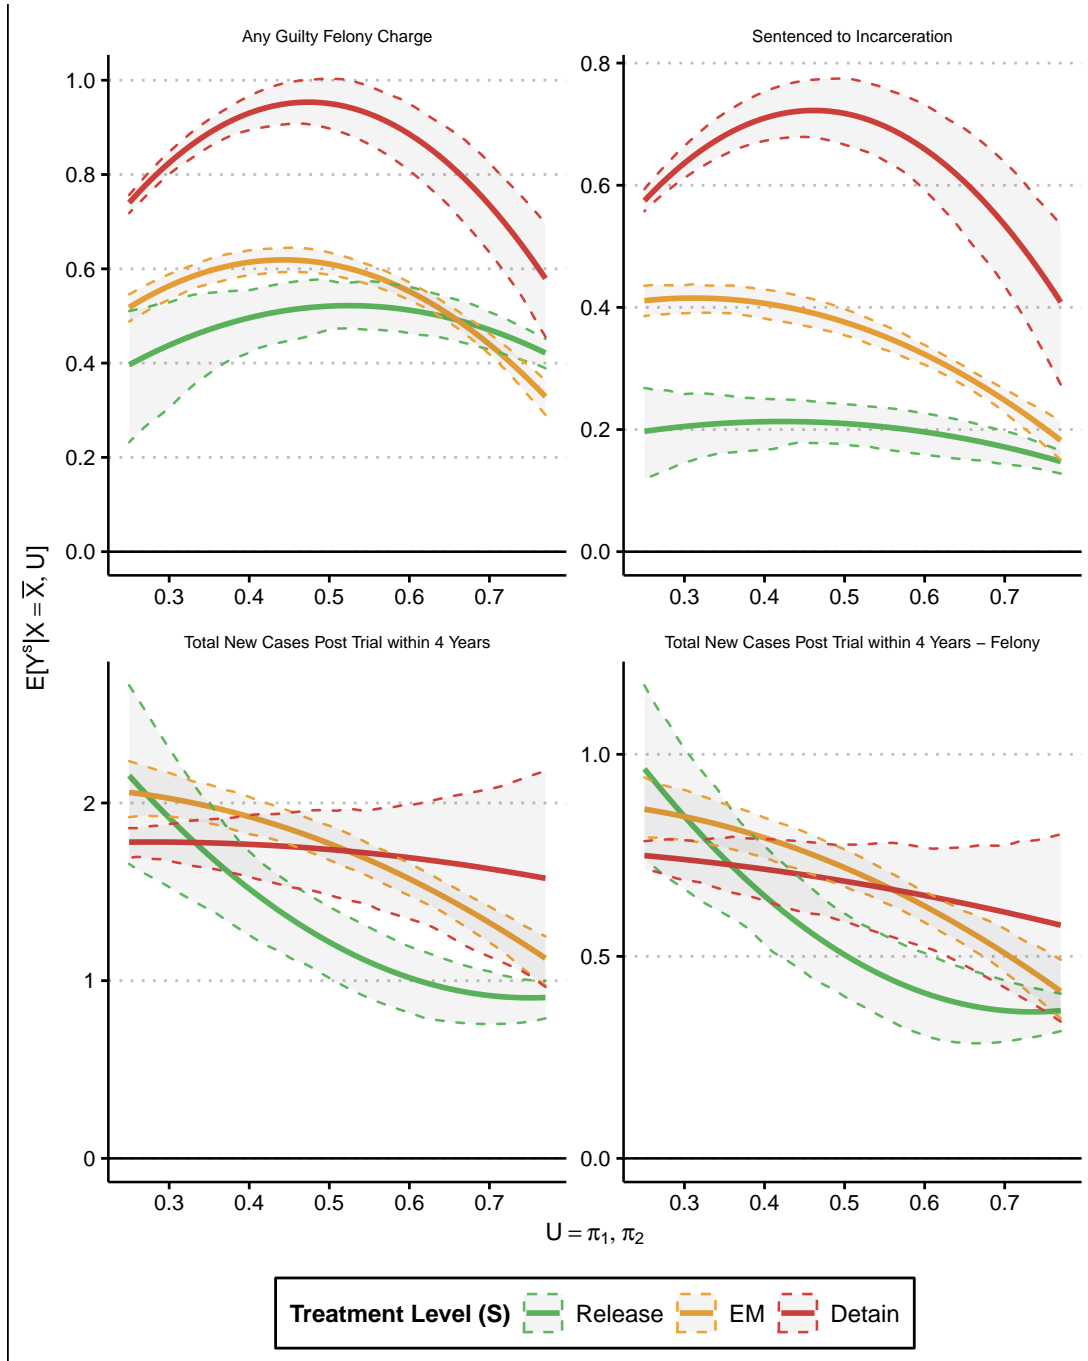 Any Guilty Felony Charge
Sentenced to Incarceration
1.0
0.8
0.6
0.4
0.2
0.0
0.8
0.6
0.4
0.2
0.0
0.3 0.4 0.5 0.6 0.7
0.3 0.4 0.5 0.6 0.7
E[Y^s|X = X̅, U]
Total New Cases Post Trial within 4 Years
Total New Cases Post Trial within 4 Years − Felony
2
1
0
1.0
0.5
0.0
0.3 0.4 0.5 0.6 0.7
0.3 0.4 0.5 0.6 0.7
U = π₁, π₂
Treatment Level (S) Release EM Detain